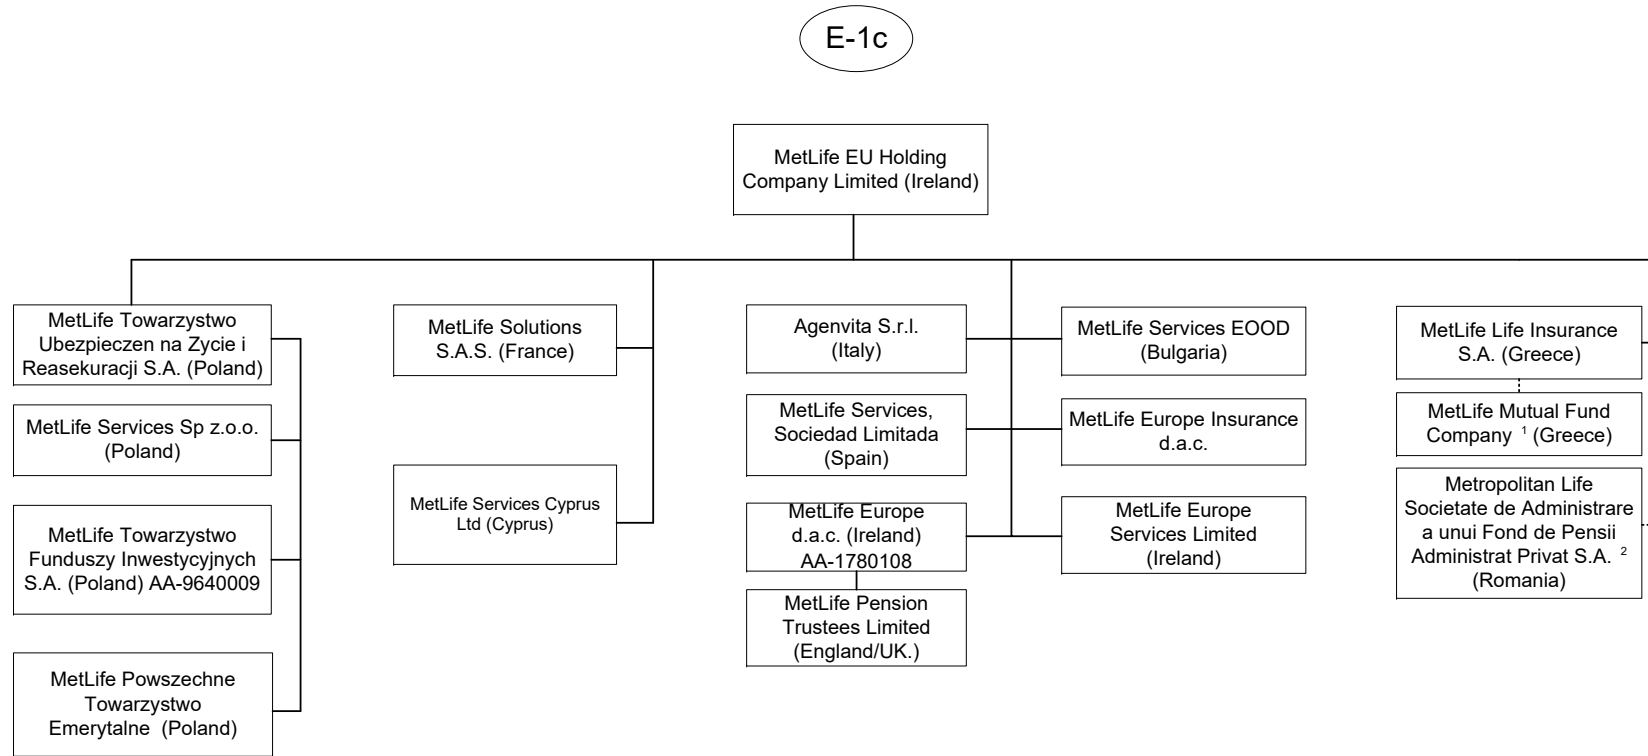 E-1c
MetLife EU Holding
Company Limited (Ireland)
MetLife Towarzystwo
Ubezpieczen na Zycie i
Reasekuracji S.A. (Poland)
MetLife Services Sp z.o.o.
(Poland)
MetLife Towarzystwo
Funduszy Inwestycyjnych
S.A. (Poland) AA-9640009
MetLife Powszechne
Towarzystwo
Emerytalne (Poland)
MetLife Solutions
S.A.S. (France)
MetLife Services Cyprus
Ltd (Cyprus)
Agenvita S.r.l.
(Italy)
MetLife Services,
Sociedad Limitada
(Spain)
MetLife Europe
d.a.c. (Ireland)
AA-1780108
MetLife Pension
Trustees Limited
(England/UK.)
MetLife Services EOOD
(Bulgaria)
MetLife Europe Insurance
d.a.c.
MetLife Europe
Services Limited
(Ireland)
MetLife Life Insurance
S.A. (Greece)
MetLife Mutual Fund
Company 1 (Greece)
Metropolitan Life
Societate de Administrare
a unui Fond de Pensii
Administrat Privat S.A. 2
(Romania)